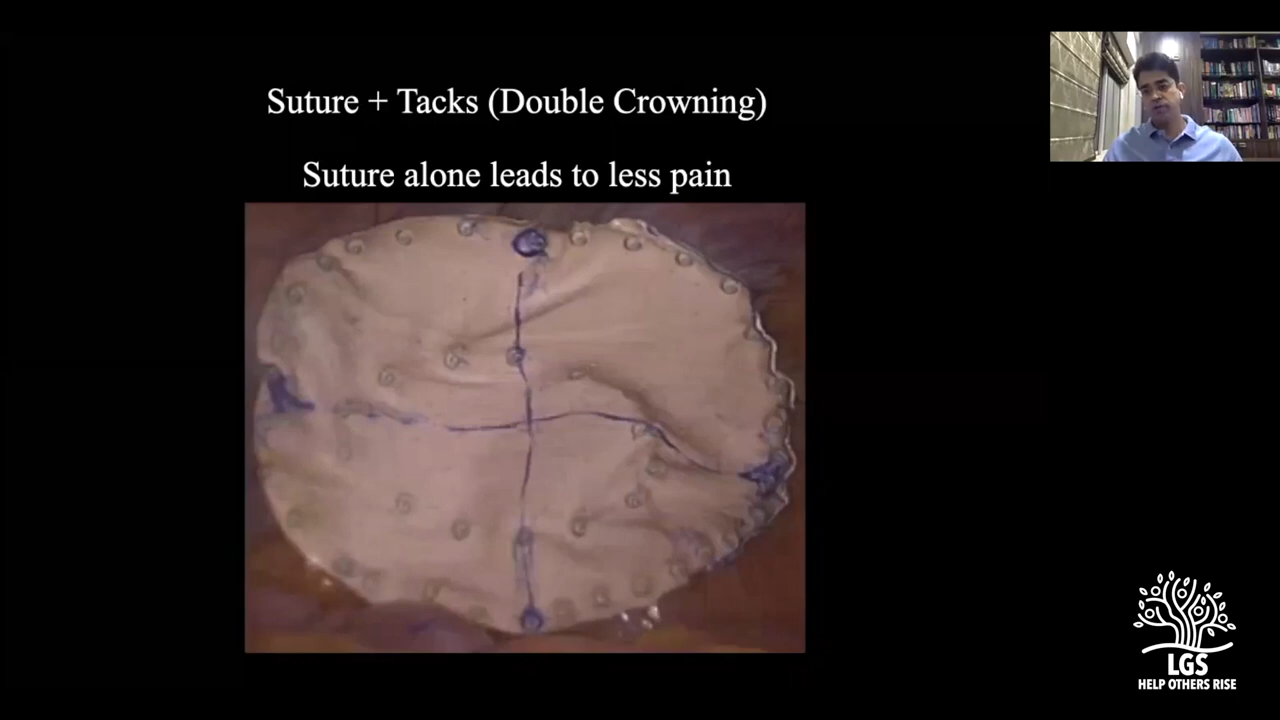 Suture + Tacks (Double Crowning)
Suture alone leads to less pain
LGS
HELP OTHERS RISE